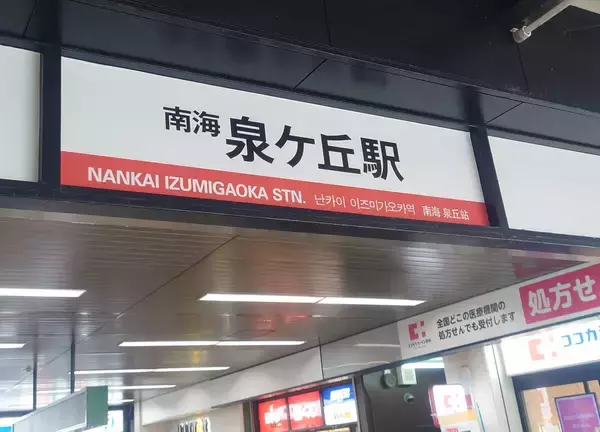 南海 泉ケ丘駅
NANKAI IZUMIGAOKA STN. 난카이 이즈미가오카역 南海 泉丘站
全国どこの医療機関の
処方せんでも受付します
処方せ
ココカラ